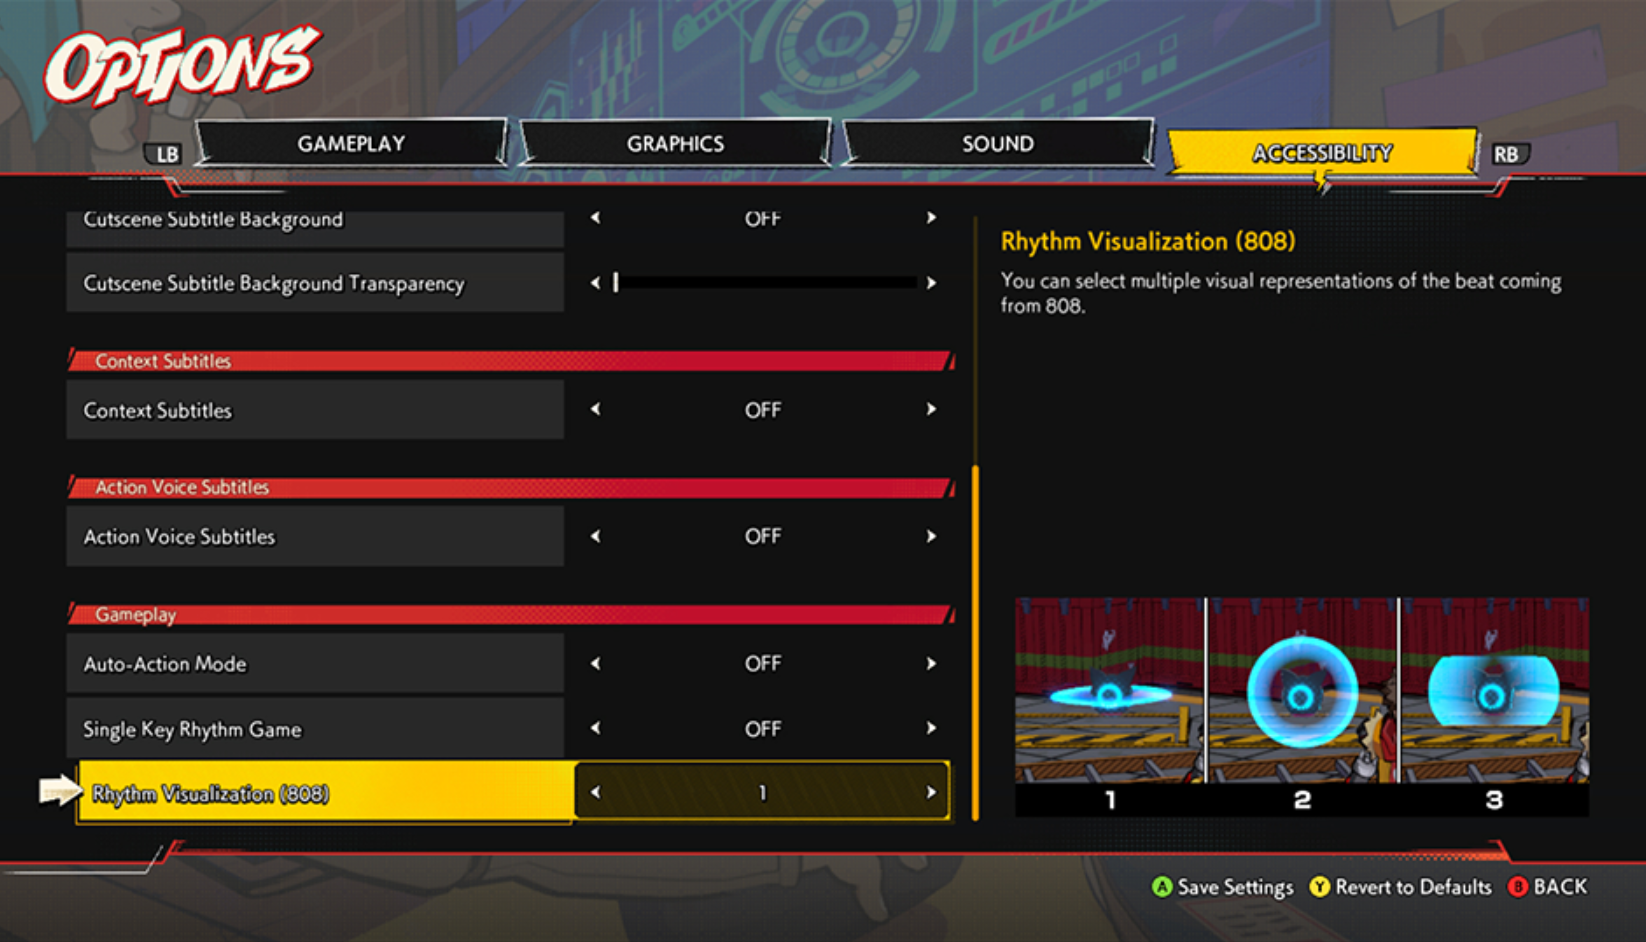 OPTIONS
LB
GAMEPLAY
GRAPHICS
SOUND
ACCESSIBILITY
RB
Cutscene Subtitle Background
OFF
Cutscene Subtitle Background Transparency
Context Subtitles
Context Subtitles
OFF
Action Voice Subtitles
Action Voice Subtitles
OFF
Gameplay
Auto-Action Mode
OFF
Single Key Rhythm Game
OFF
Rhythm Visualization (808)
1
Rhythm Visualization (808)
You can select multiple visual representations of the beat coming
from 808.
1
2
3
A Save Settings
Y Revert to Defaults
B BACK